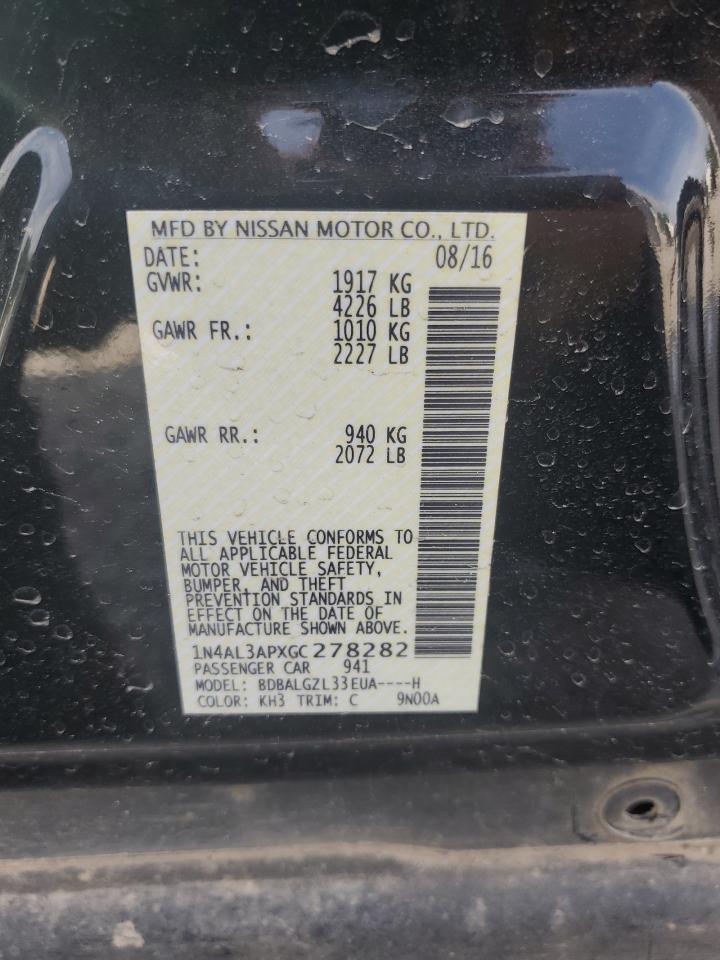 MFD BY NISSAN MOTOR CO., LTD.
DATE: 08/16
GVWR: 1917 KG
4226 LB
GAWR FR.: 1010 KG
2227 LB
GAWR RR.: 940 KG
2072 LB
THIS VEHICLE CONFORMS TO
ALL APPLICABLE FEDERAL
MOTOR VEHICLE SAFETY,
BUMPER, AND THEFT
PREVENTION STANDARDS IN
EFFECT ON THE DATE OF
MANUFACTURE SHOWN ABOVE.
1N4AL3APXGC278282
PASSENGER CAR 941
MODEL: BDBALGZL33EUA----H
COLOR: KH3 TRIM: C 9N00A